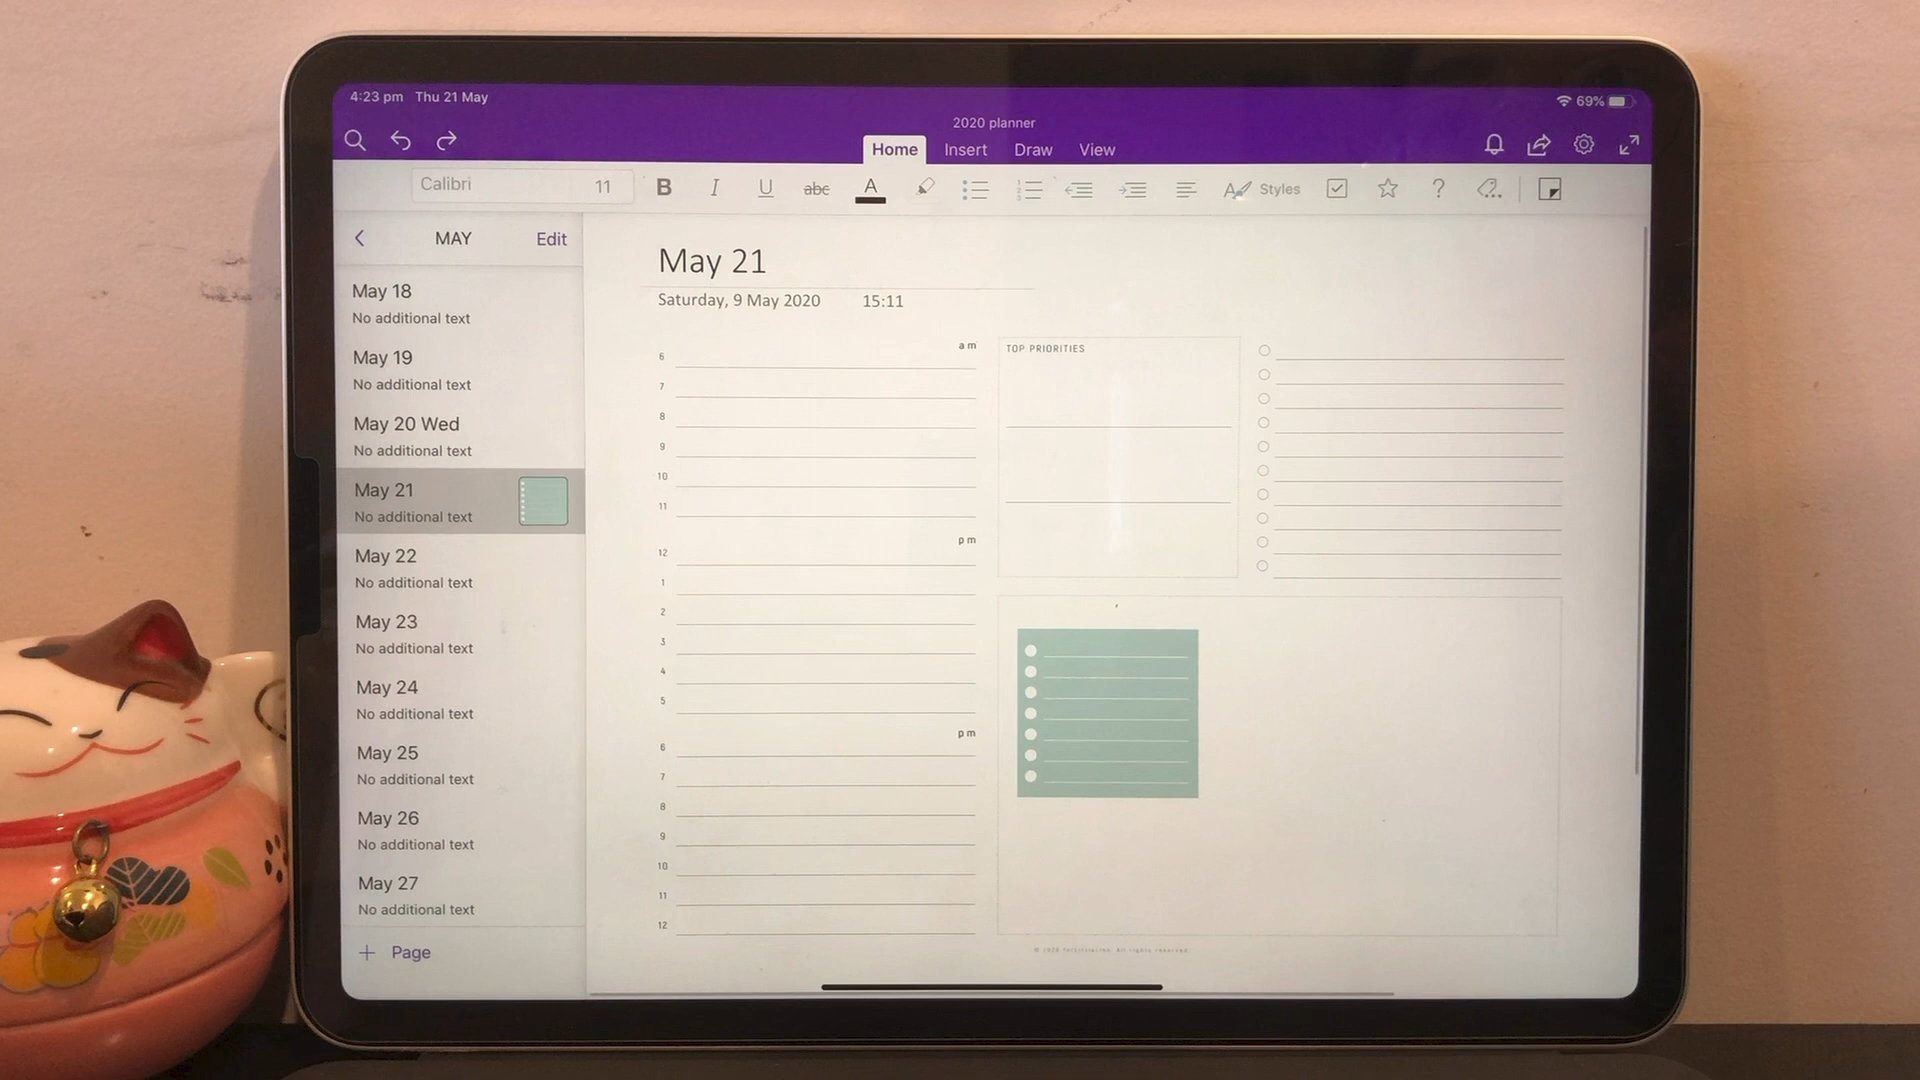 4:23 pm Thu 21 May
69%
2020 planner
Home Insert Draw View
Calibri 11 B I U abc A Styles ?
MAY Edit
May 18
No additional text
May 19
No additional text
May 20 Wed
No additional text
May 21
No additional text
May 22
No additional text
May 23
No additional text
May 24
No additional text
May 25
No additional text
May 26
No additional text
May 27
No additional text
+ Page
May 21
Saturday, 9 May 2020 15:11
am
6
7
8
9
10
11
pm
12
1
2
3
4
5
pm
6
7
8
9
10
11
12
TOP PRIORITIES
All rights reserved